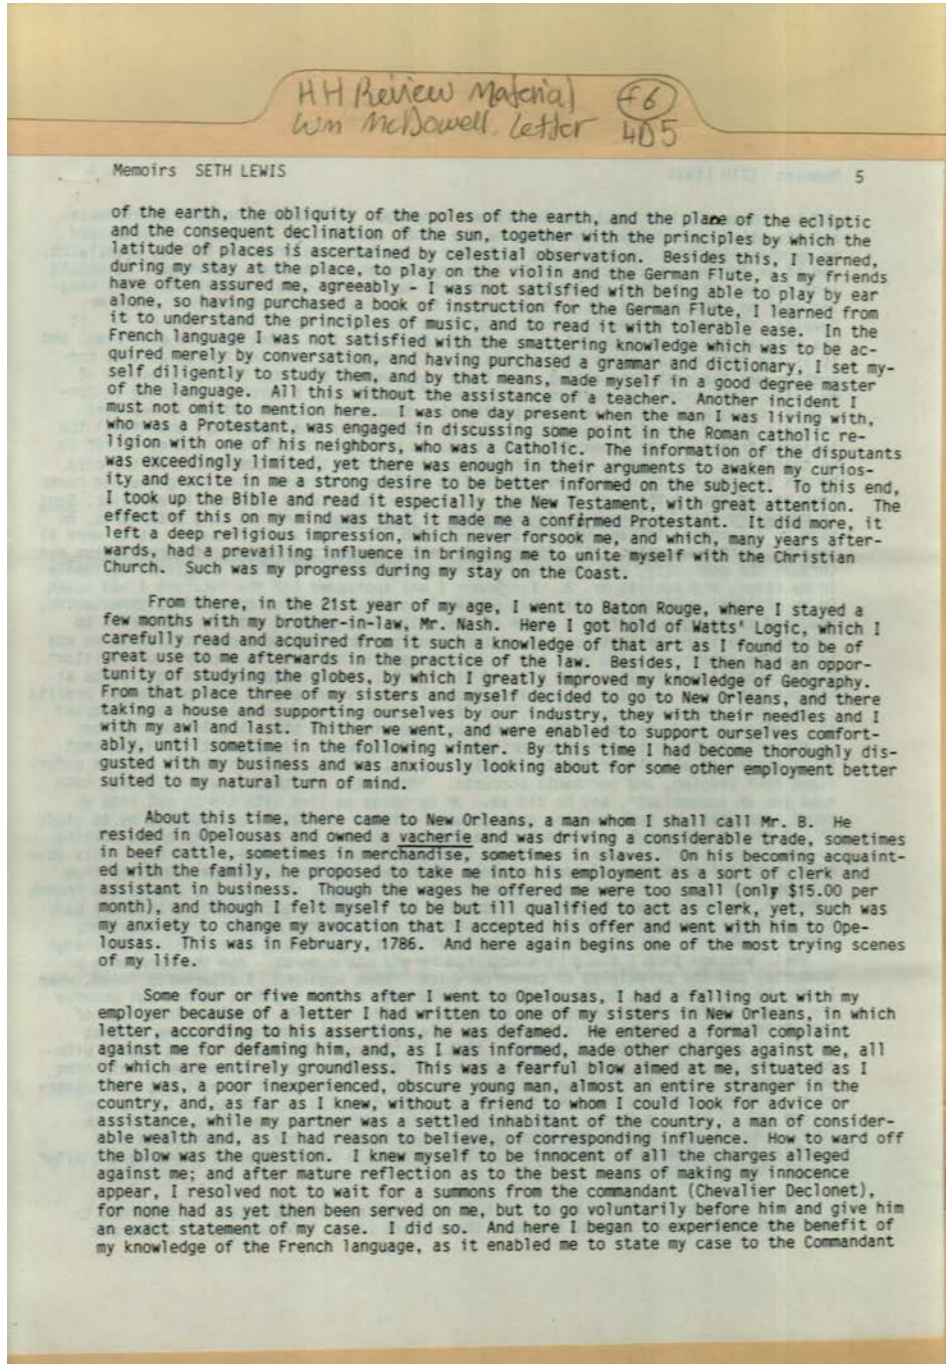 HH Review Material f6
Wm McDowell Letter 4D5
Memoirs SETH LEWIS 5
of the earth, the obliquity of the poles of the earth, and the plane of the ecliptic
and the consequent declination of the sun, together with the principles by which the
latitude of places is ascertained by celestial observation. Besides this, I learned,
during my stay at the place, to play on the violin and the German Flute, as my friends
have often assured me, agreeably - I was not satisfied with being able to play by ear
alone, so having purchased a book of instruction for the German Flute, I learned from
it to understand the principles of music, and to read it with tolerable ease. In the
French language I was not satisfied with the smattering knowledge which was to be ac-
quired merely by conversation, and having purchased a grammar and dictionary, I set my-
self diligently to study them, and by that means, made myself in a good degree master
of the language. All this without the assistance of a teacher. Another incident I
must not omit to mention here. I was one day present when the man I was living with,
who was a Protestant, was engaged in discussing some point in the Roman catholic re-
ligion with one of his neighbors, who was a Catholic. The information of the disputants
was exceedingly limited, yet there was enough in their arguments to awaken my curios-
ity and excite in me a strong desire to be better informed on the subject. To this end,
I took up the Bible and read it especially the New Testament, with great attention. The
effect of this on my mind was that it made me a confirmed Protestant. It did more, it
left a deep religious impression, which never forsook me, and which, many years after-
wards, had a prevailing influence in bringing me to unite myself with the Christian
Church. Such was my progress during my stay on the Coast.
From there, in the 21st year of my age, I went to Baton Rouge, where I stayed a
few months with my brother-in-law, Mr. Nash. Here I got hold of Watts' Logic, which I
carefully read and acquired from it such a knowledge of that art as I found to be of
great use to me afterwards in the practice of the law. Besides, I then had an oppor-
tunity of studying the globes, by which I greatly improved my knowledge of Geography.
From that place three of my sisters and myself decided to go to New Orleans, and there
taking a house and supporting ourselves by our industry, they with their needles and I
with my awl and last. Thither we went, and were enabled to support ourselves comfort-
ably, until sometime in the following winter. By this time I had become thoroughly dis-
gusted with my business and was anxiously looking about for some other employment better
suited to my natural turn of mind.
About this time, there came to New Orleans, a man whom I shall call Mr. B. He
resided in Opelousas and owned a vacherie and was driving a considerable trade, sometimes
in beef cattle, sometimes in merchandise, sometimes in slaves. On his becoming acquaint-
ed with the family, he proposed to take me into his employment as a sort of clerk and
assistant in business. Though the wages he offered me were too small (only $15.00 per
month), and though I felt myself to be but ill qualified to act as clerk, yet, such was
my anxiety to change my avocation that I accepted his offer and went with him to Ope-
lousas. This was in February, 1786. And here again begins one of the most trying scenes
of my life.
Some four or five months after I went to Opelousas, I had a falling out with my
employer because of a letter I had written to one of my sisters in New Orleans, in which
letter, according to his assertions, he was defamed. He entered a formal complaint
against me for defaming him, and, as I was informed, made other charges against me, all
of which are entirely groundless. This was a fearful blow aimed at me, situated as I
there was, a poor inexperienced, obscure young man, almost an entire stranger in the
country, and, as far as I knew, without a friend to whom I could look for advice or
assistance, while my partner was a settled inhabitant of the country, a man of consider-
able wealth and, as I had reason to believe, of corresponding influence. How to ward off
the blow was the question. I knew myself to be innocent of all the charges alleged
against me; and after mature reflection as to the best means of making my innocence
appear, I resolved not to wait for a summons from the commandant (Chevalier Declonet),
for none had as yet then been served on me, but to go voluntarily before him and give him
an exact statement of my case. I did so. And here I began to experience the benefit of
my knowledge of the French language, as it enabled me to state my case to the Commandant